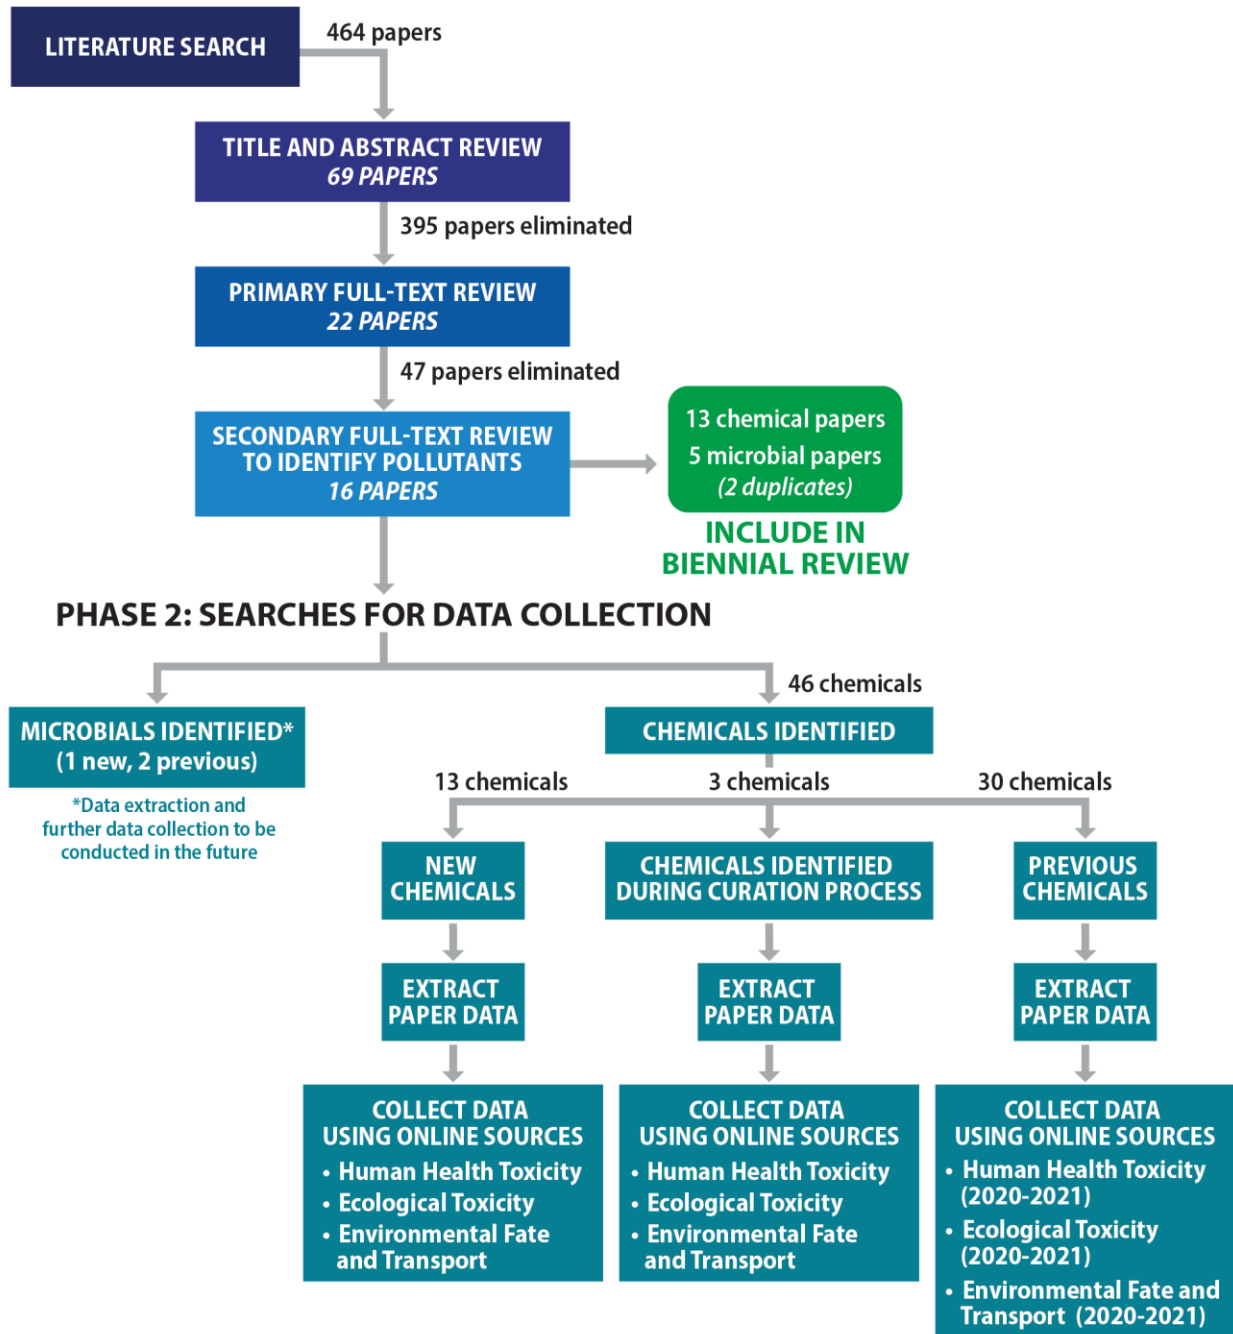 LITERATURE SEARCH
464 papers
TITLE AND ABSTRACT REVIEW
69 PAPERS
395 papers eliminated
PRIMARY FULL-TEXT REVIEW
22 PAPERS
47 papers eliminated
SECONDARY FULL-TEXT REVIEW
TO IDENTIFY POLLUTANTS
16 PAPERS
13 chemical papers
5 microbial papers
(2 duplicates)
INCLUDE IN
BIENNIAL REVIEW
PHASE 2: SEARCHES FOR DATA COLLECTION
MICROBIALS IDENTIFIED*
(1 new, 2 previous)
*Data extraction and
further data collection to be
conducted in the future
46 chemicals
CHEMICALS IDENTIFIED
13 chemicals
3 chemicals
30 chemicals
NEW
CHEMICALS
CHEMICALS IDENTIFIED
DURING CURATION PROCESS
PREVIOUS
CHEMICALS
EXTRACT
PAPER DATA
EXTRACT
PAPER DATA
EXTRACT
PAPER DATA
COLLECT DATA
USING ONLINE SOURCES
• Human Health Toxicity
• Ecological Toxicity
• Environmental Fate
and Transport
COLLECT DATA
USING ONLINE SOURCES
• Human Health Toxicity
• Ecological Toxicity
• Environmental Fate
and Transport
COLLECT DATA
USING ONLINE SOURCES
• Human Health Toxicity
(2020-2021)
• Ecological Toxicity
(2020-2021)
• Environmental Fate and
Transport (2020-2021)